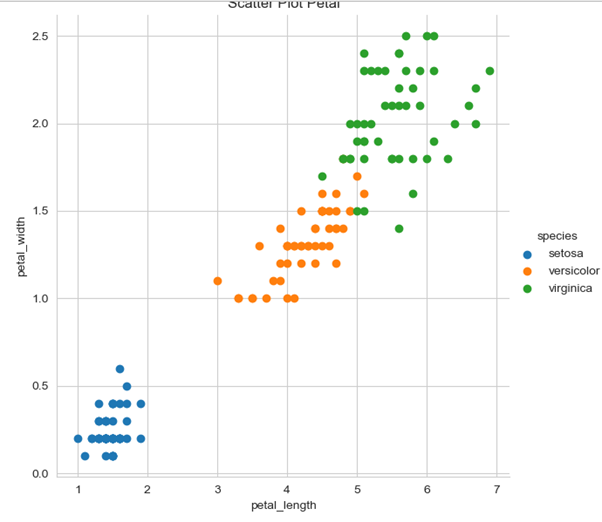 Scatter Plot Petal
2.5
2.0
1.5
1.0
0.5
0.0
petal_width
1 2 3 4 5 6 7
petal_length
species
setosa
versicolor
virginica